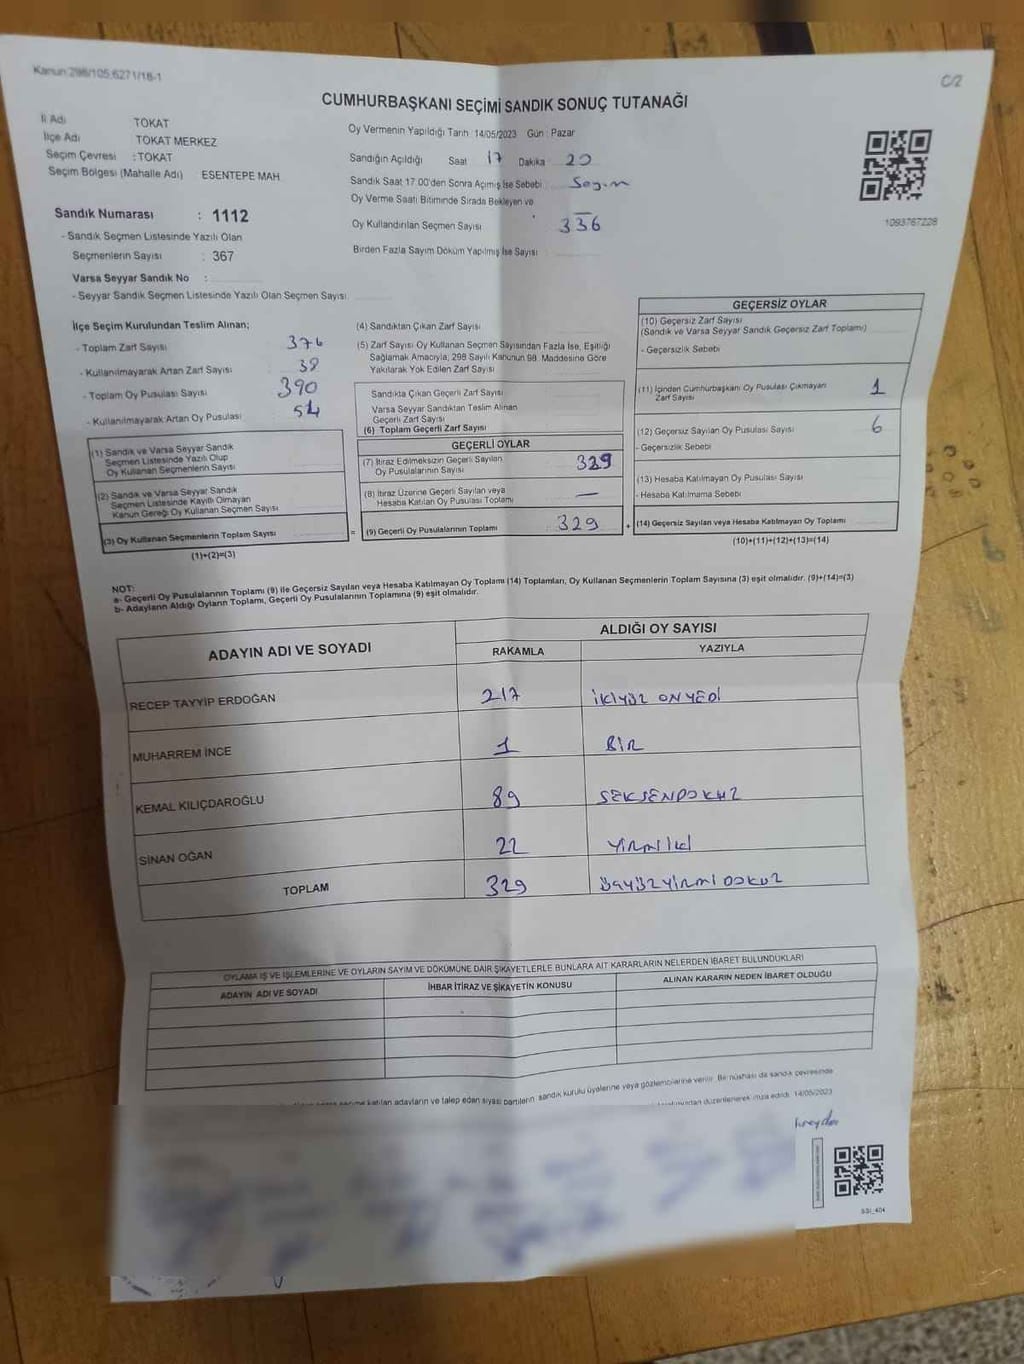 Kanun:298/105,6271/18-1
C/2
CUMHURBAŞKANI SEÇİMİ SANDIK SONUÇ TUTANAĞI
İl Adı TOKAT
İlçe Adı TOKAT MERKEZ
Seçim Çevresi : TOKAT
Seçim Bölgesi (Mahalle Adı) ESENTEPE MAH.
Sandık Numarası : 1112
- Sandık Seçmen Listesinde Yazılı Olan
Seçmenlerin Sayısı : 367
Varsa Seyyar Sandık No :
- Seyyar Sandık Seçmen Listesinde Yazılı Olan Seçmen Sayısı
Oy Vermenin Yapıldığı Tarih :14/05/2023 Gün : Pazar
Sandığın Açıldığı Saat 17 Dakika 20
Sandık Saat 17.00'den Sonra Açılmış İse Sebebi : Sayım
Oy Verme Saati Bitiminde Sırada Bekleyen ve
Oy Kullandırılan Seçmen Sayısı 336
Birden Fazla Sayım Döküm Yapılmış İse Sayısı :
1093767228
İlçe Seçim Kurulundan Teslim Alınan;
- Toplam Zarf Sayısı 376
- Kullanılmayarak Artan Zarf Sayısı 38
- Toplam Oy Pusulası Sayısı 390
- Kullanılmayarak Artan Oy Pusulası 54
(1) Sandık ve Varsa Seyyar Sandık
Seçmen Listesinde Yazılı Olup
Oy Kullanan Seçmenlerin Sayısı
(2) Sandık ve Varsa Seyyar Sandık
Seçmen Listesinde Kayıtlı Olmayan
Kanun Gereği Oy Kullanan Seçmen Sayısı
(3) Oy Kullanan Seçmenlerin Toplam Sayısı
(1)+(2)=(3)
(4) Sandıktan Çıkan Zarf Sayısı
(5) Zarf Sayısı Oy Kullanan Seçmen Sayısından Fazla İse, Eşitliği
Sağlamak Amacıyla, 298 Sayılı Kanunun 98. Maddesine Göre
Yakılarak Yok Edilen Zarf Sayısı
Sandıkta Çıkan Geçerli Zarf Sayısı
Varsa Seyyar Sandıktan Teslim Alınan
Geçerli Zarf Sayısı
(6) Toplam Geçerli Zarf Sayısı
GEÇERLİ OYLAR
(7) İtiraz Edilmeksizin Geçerli Sayılan
Oy Pusulalarının Sayısı 329
(8) İtiraz Üzerine Geçerli Sayılan veya
Hesaba Katılan Oy Pusulası Toplamı —
= (9) Geçerli Oy Pusulalarının Toplamı 329 +
GEÇERSİZ OYLAR
(10) Geçersiz Zarf Sayısı
(Sandık ve Varsa Seyyar Sandık Geçersiz Zarf Toplamı)
- Geçersizlik Sebebi
(11) İçinden Cumhurbaşkanı Oy Pusulası Çıkmayan
Zarf Sayısı 1
(12) Geçersiz Sayılan Oy Pusulası Sayısı 6
- Geçersizlik Sebebi
(13) Hesaba Katılmayan Oy Pusulası Sayısı
- Hesaba Katılmama Sebebi
(14) Geçersiz Sayılan veya Hesaba Katılmayan Oy Toplamı
(10)+(11)+(12)+(13)=(14)
NOT:
a- Geçerli Oy Pusulalarının Toplamı (9) ile Geçersiz Sayılan veya Hesaba Katılmayan Oy Toplamı (14) Toplamları, Oy Kullanan Seçmenlerin Toplam Sayısına (3) eşit olmalıdır. (9)+(14)=(3)
b- Adayların Aldığı Oyların Toplamı, Geçerli Oy Pusulalarının Toplamına (9) eşit olmalıdır.
ADAYIN ADI VE SOYADI ALDIĞI OY SAYISI
RAKAMLA YAZIYLA
RECEP TAYYİP ERDOĞAN 217 İKİYÜZ ONYEDİ
MUHARREM İNCE 1 BİR
KEMAL KILIÇDAROĞLU 89 SEKSENDOKUZ
SİNAN OĞAN 22 YİRMİİKİ
TOPLAM 329 ÜÇYÜZYİRMİDOKUZ
OYLAMA İŞ VE İŞLEMLERİNE VE OYLARIN SAYIM VE DÖKÜMÜNE DAİR ŞİKAYETLERLE BUNLARA AİT KARARLARIN NELERDEN İBARET BULUNDUKLARI
ADAYIN ADI VE SOYADI İHBAR İTİRAZ VE ŞİKAYETİN KONUSU ALINAN KARARIN NEDEN İBARET OLDUĞU
katılan adayların ve talep eden siyasi partilerin sandık kurulu üyelerine veya gözlemcilerine verilir. Bir nüshası da sandık çevresinde
düzenlenerek imza edildi. 14/05/2023
SSI_404